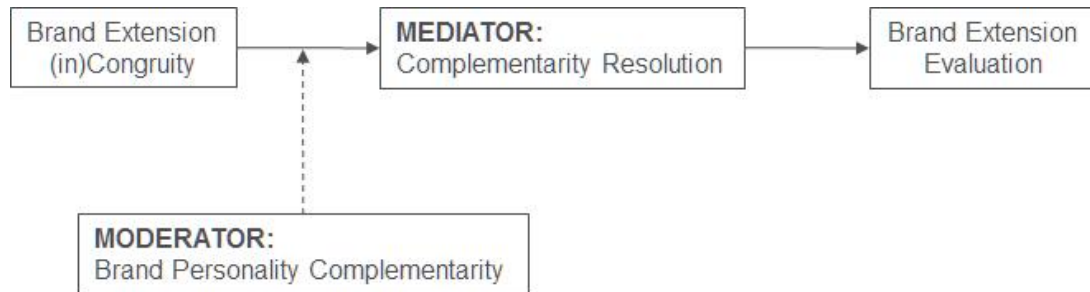 Brand Extension
(in)Congruity
MEDIATOR:
Complementarity Resolution
Brand Extension
Evaluation
MODERATOR:
Brand Personality Complementarity